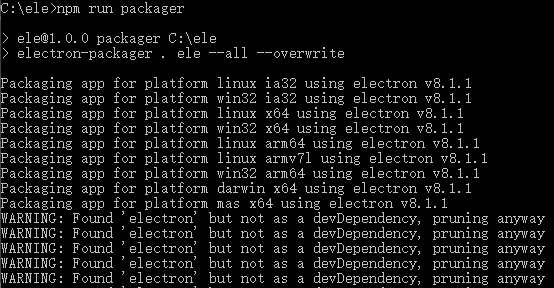 C:\ele>npm run packager
> ele@1.0.0 packager C:\ele
> electron-packager . ele --all --overwrite
Packaging app for platform linux ia32 using electron v8.1.1
Packaging app for platform win32 ia32 using electron v8.1.1
Packaging app for platform linux x64 using electron v8.1.1
Packaging app for platform win32 x64 using electron v8.1.1
Packaging app for platform linux arm64 using electron v8.1.1
Packaging app for platform linux armv7l using electron v8.1.1
Packaging app for platform win32 arm64 using electron v8.1.1
Packaging app for platform darwin x64 using electron v8.1.1
Packaging app for platform mas x64 using electron v8.1.1
WARNING: Found 'electron' but not as a devDependency, pruning anyway
WARNING: Found 'electron' but not as a devDependency, pruning anyway
WARNING: Found 'electron' but not as a devDependency, pruning anyway
WARNING: Found 'electron' but not as a devDependency, pruning anyway
WARNING: Found 'electron' but not as a devDependency, pruning anyway